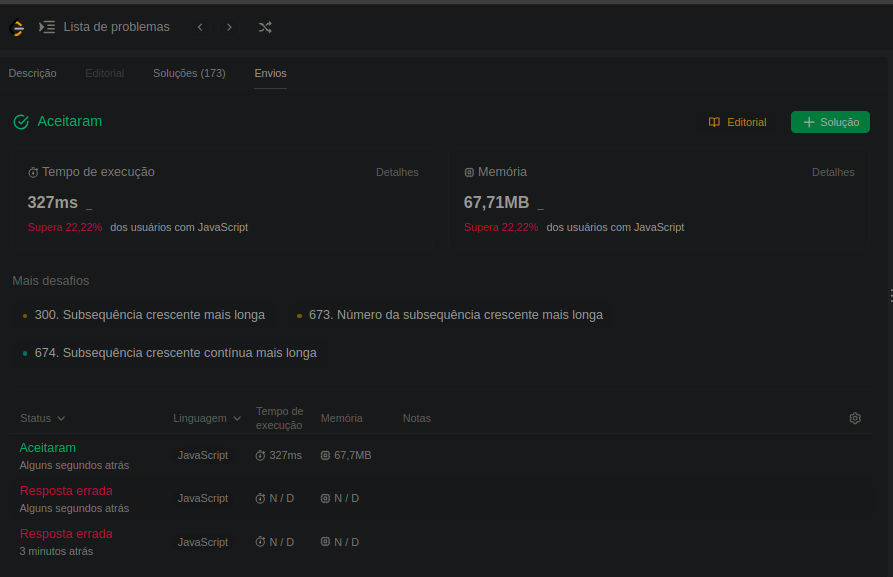 Lista de problemas
Descrição Editorial Soluções (173) Envios
Aceitaram Editorial Solução
Tempo de execução Detalhes
327ms _
Supera 22,22% dos usuários com JavaScript
Memória Detalhes
67,71MB _
Supera 22,22% dos usuários com JavaScript
Mais desafios
300. Subsequência crescente mais longa
673. Número da subsequência crescente mais longa
674. Subsequência crescente contínua mais longa
Status Linguagem Tempo de execução Memória Notas
Aceitaram
Alguns segundos atrás
JavaScript 327ms 67,7MB
Resposta errada
Alguns segundos atrás
JavaScript N / D N / D
Resposta errada
3 minutos atrás
JavaScript N / D N / D